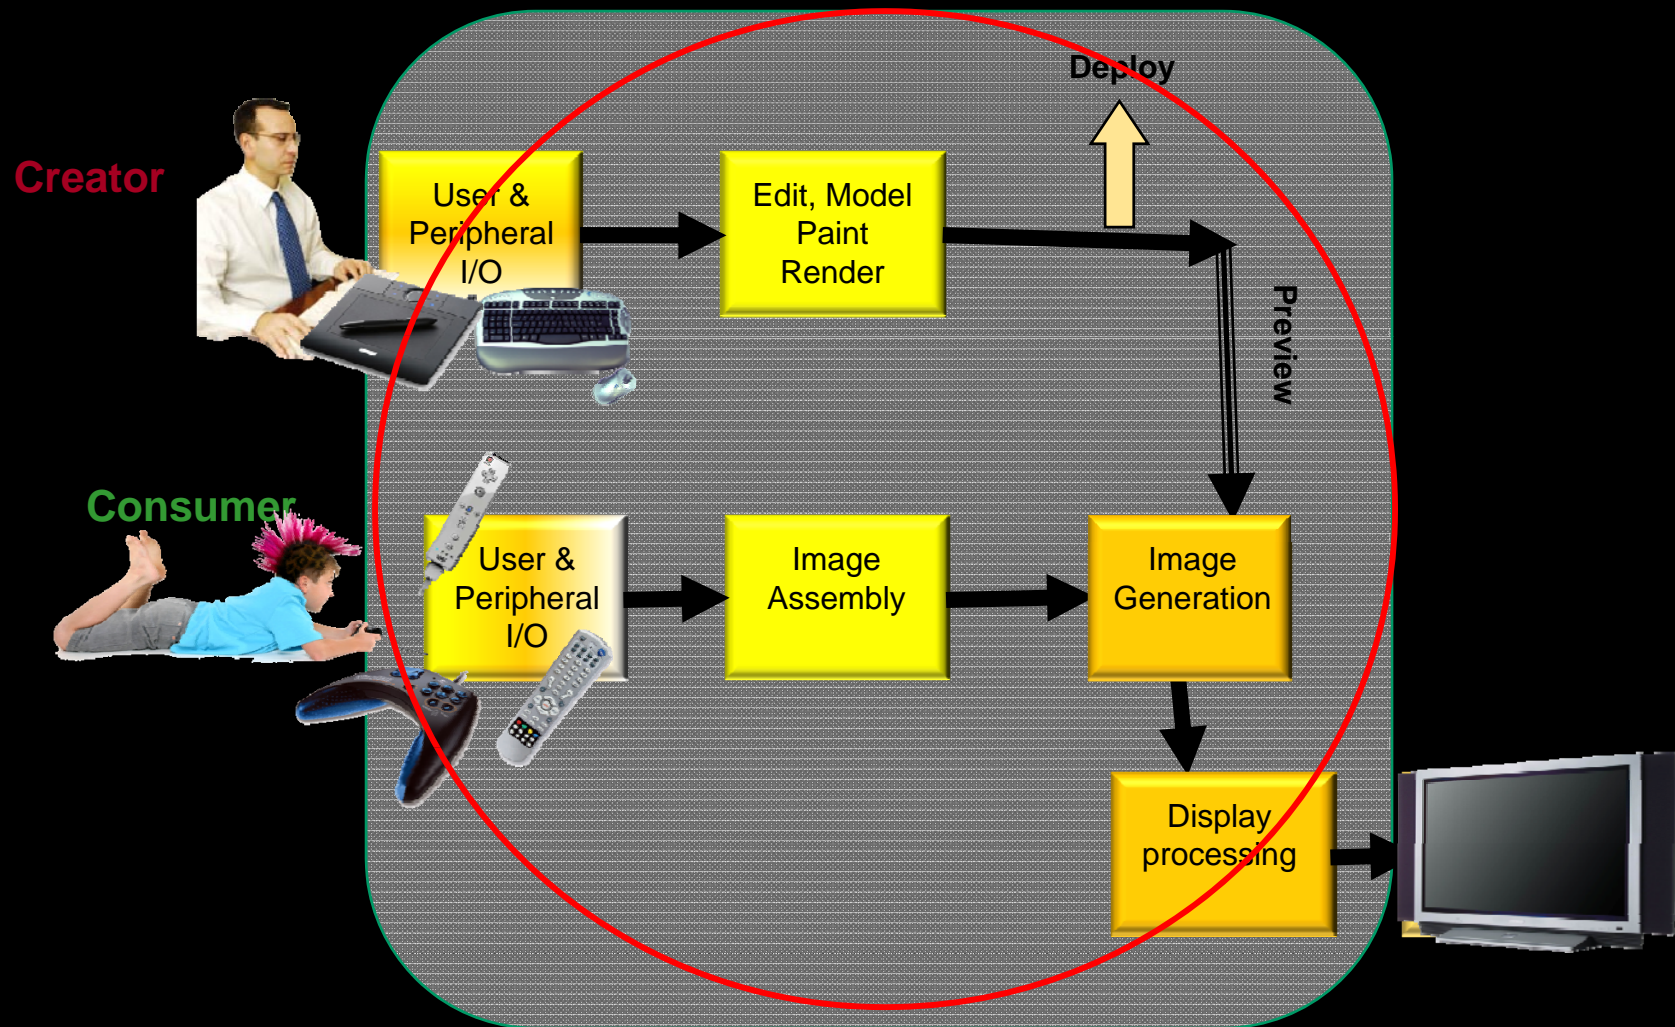 Deploy
Creator
User &
Peripheral
I/O
Edit, Model
Paint
Render
Preview
Consumer
User &
Peripheral
I/O
Image
Assembly
Image
Generation
Display
processing